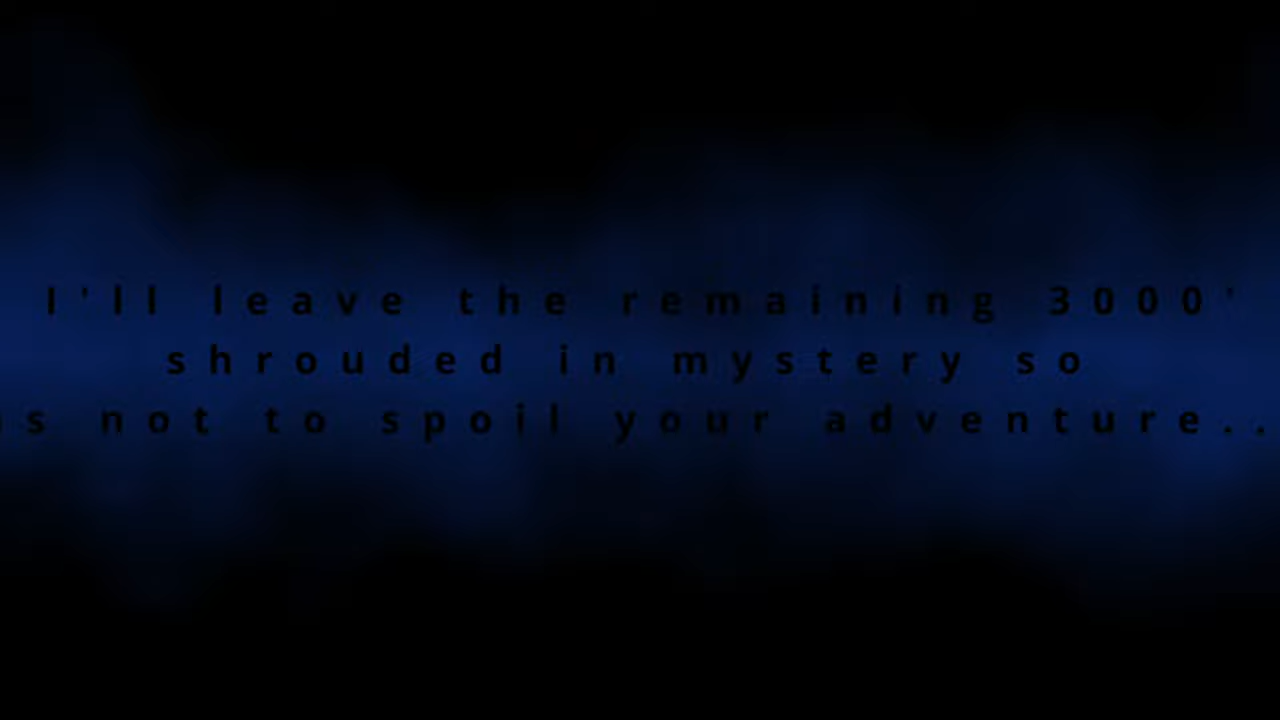 I'll leave the remaining 3000'
shrouded in mystery so
s not to spoil your adventure..